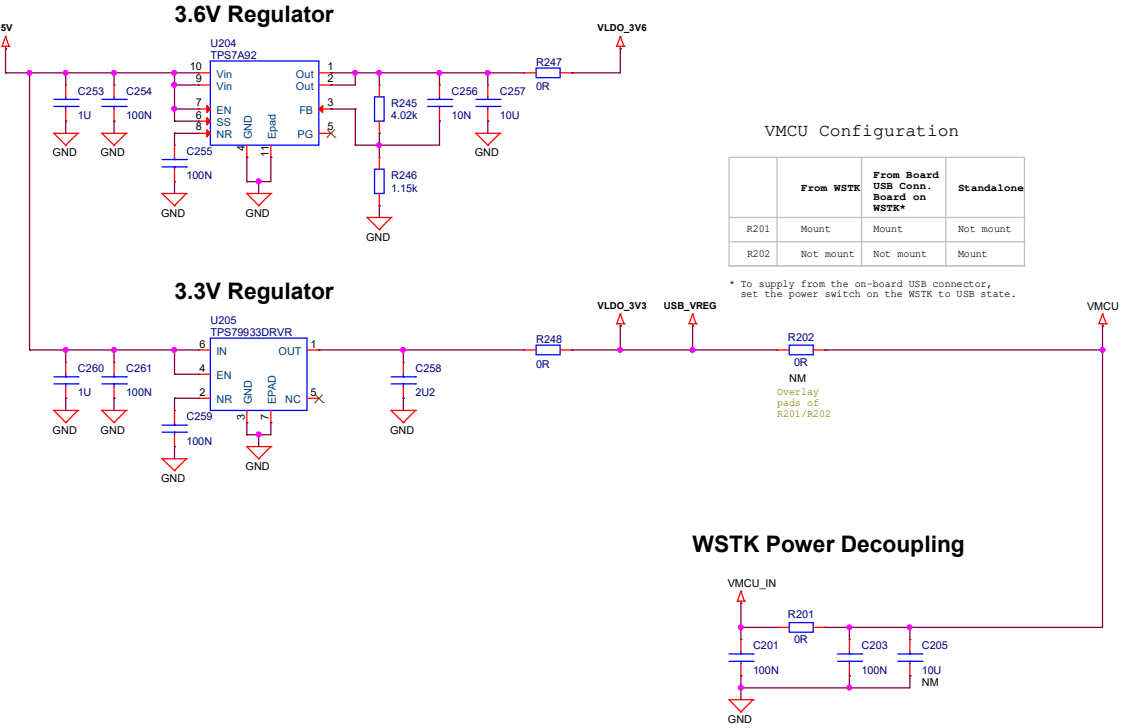 3.6V Regulator
5V
VLDO_3V6
U204
TPS7A92
10 Vin Out 1
9 Vin Out 2
7 EN
6 SS FB 3
8 NR PG 5
GND Epad
4 11
C253
1U
C254
100N
C255
100N
GND
GND
GND
GND
R245
4.02k
C256
10N
C257
10U
R247
0R
R246
1.15k
GND
GND
VMCU Configuration
From WSTK From Board USB Conn. Board on WSTK* Standalone
R201 Mount Mount Not mount
R202 Not mount Not mount Mount
* To supply from the on-board USB connector,
set the power switch on the WSTK to USB state.
3.3V Regulator
U205
TPS79933DRVR
6 IN OUT 1
4 EN
2 NR NC 5
GND EPAD
3 7
C260
1U
C261
100N
C259
100N
GND
GND
GND
GND
C258
2U2
GND
R248
0R
VLDO_3V3
USB_VREG
VMCU
R202
0R
NM
Overlay
pads of
R201/R202
WSTK Power Decoupling
VMCU_IN
R201
0R
C201
100N
C203
100N
C205
10U
NM
GND